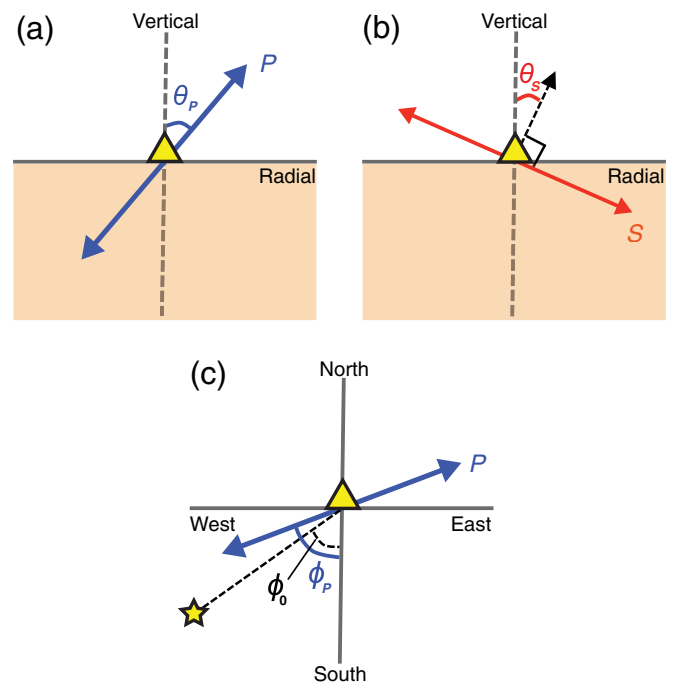 (a)
Vertical
P
θP
Radial
(b)
Vertical
θS
Radial
S
(c)
North
P
West
East
ϕP
ϕ0
South